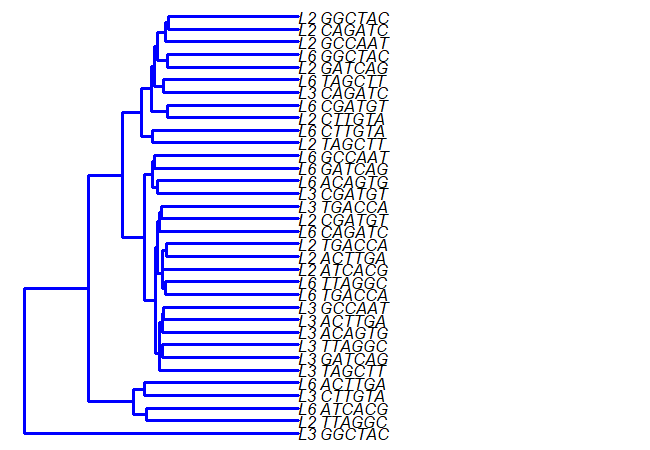 L2 GGCTAC
L2 CAGATC
L2 GCCAAT
L6 GGCTAC
L2 GATCAG
L6 TAGCTT
L3 CAGATC
L6 CGATGT
L2 CTTGTA
L6 CTTGTA
L2 TAGCTT
L6 GCCAAT
L6 GATCAG
L6 ACAGTG
L3 CGATGT
L3 TGACCA
L2 CGATGT
L6 CAGATC
L2 TGACCA
L2 ACTTGA
L2 ATCACG
L6 TTAGGC
L6 TGACCA
L3 GCCAAT
L3 ACTTGA
L3 ACAGTG
L3 TTAGGC
L3 GATCAG
L3 TAGCTT
L6 ACTTGA
L3 CTTGTA
L6 ATCACG
L2 TTAGGC
L3 GGCTAC